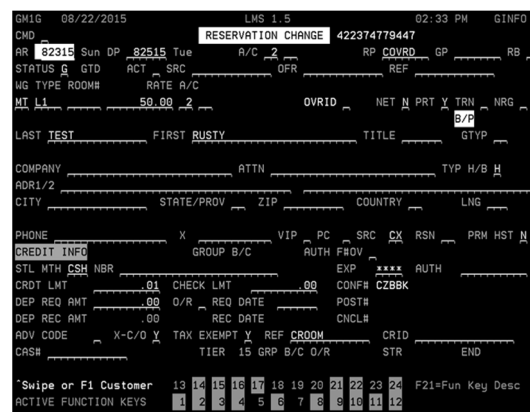 GM1G 08/22/2015 LMS 1.5 02:33 PM GINFO
CMD RESERVATION CHANGE 422374779447
AR 82315 Sun DP 82515 Tue A/C 2 RP COVRD GP RB
STATUS G GTD ACT SRC OFR REF
WG TYPE ROOM# RATE A/C
MT L1 50.00 2 OVRID NET N PRT Y TRN NRG
B/P
LAST TEST FIRST RUSTY TITLE GTYP
COMPANY ATTN TYP H/B H
ADR1/2
CITY STATE/PROV ZIP COUNTRY LNG
PHONE X VIP PC SRC CX RSN PRM HST N
CREDIT INFO GROUP B/C AUTH F#OV
STL MTH CSH NBR EXP **** AUTH
CRDT LMT .01 CHECK LMT .00 CONF# CZBBK
DEP REQ AMT .00 O/R REQ DATE POST#
DEP REC AMT .00 REC DATE CNCL#
ADV CODE X-C/O Y TAX EXEMPT Y REF CROOM CRID
CAS# TIER 15 GRP B/C O/R STR END
^Swipe or F1 Customer 13 14 15 16 17 18 19 20 21 22 23 24 F21=Fun Key Desc
ACTIVE FUNCTION KEYS 1 2 3 4 5 6 7 8 9 10 11 12